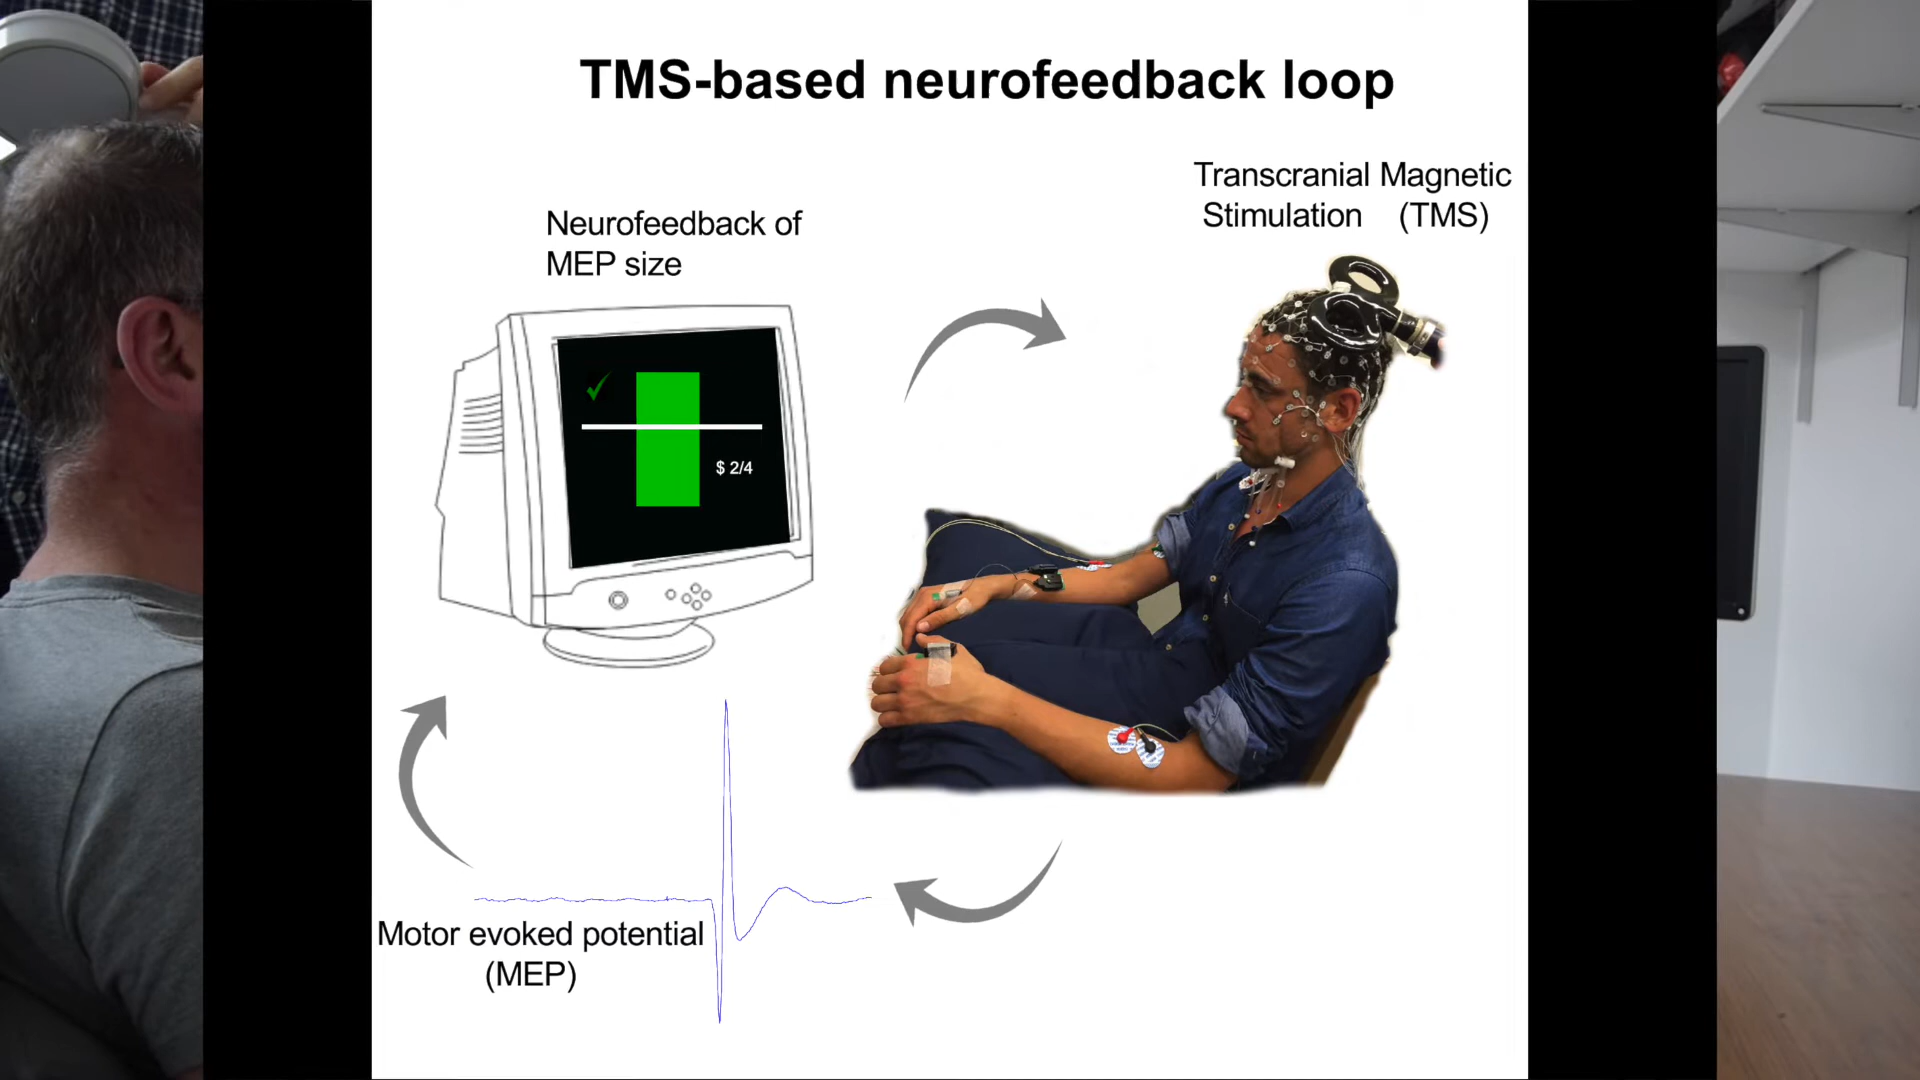 TMS-based neurofeedback loop
Transcranial Magnetic
Stimulation (TMS)
Neurofeedback of
MEP size
$ 2/4
Motor evoked potential
(MEP)